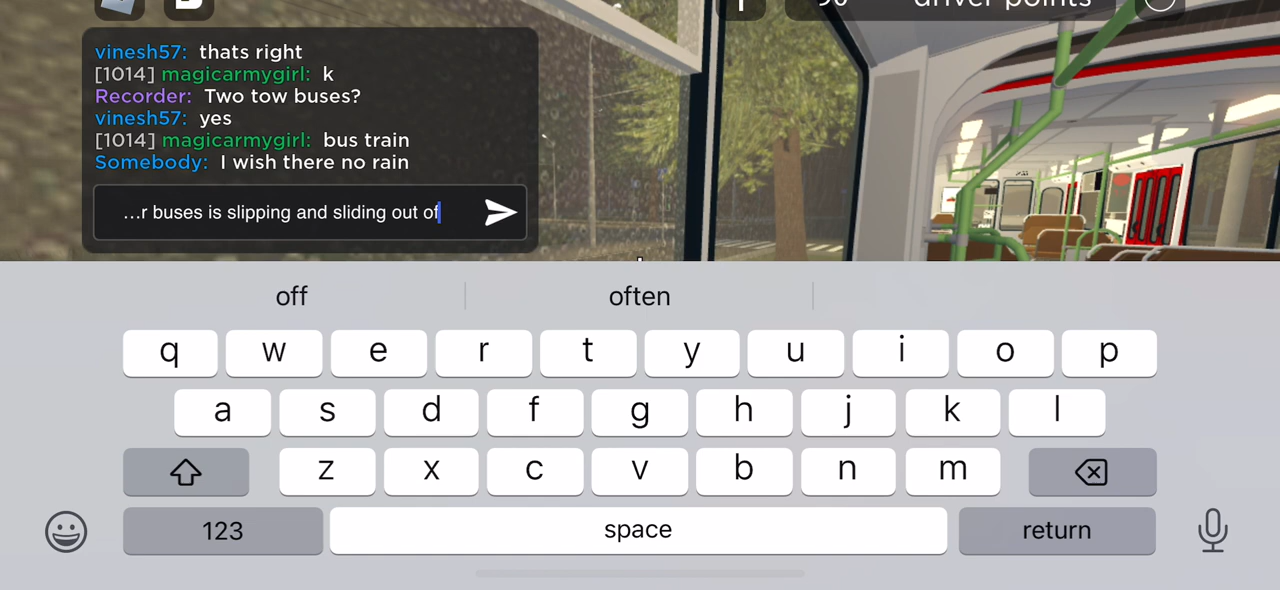 driver points
vinesh57: thats right
[1014] magicarmygirl: k
Recorder: Two tow buses?
vinesh57: yes
[1014] magicarmygirl: bus train
Somebody: I wish there no rain
...r buses is slipping and sliding out of
off often
q w e r t y u i o p
a s d f g h j k l
z x c v b n m
123 space return